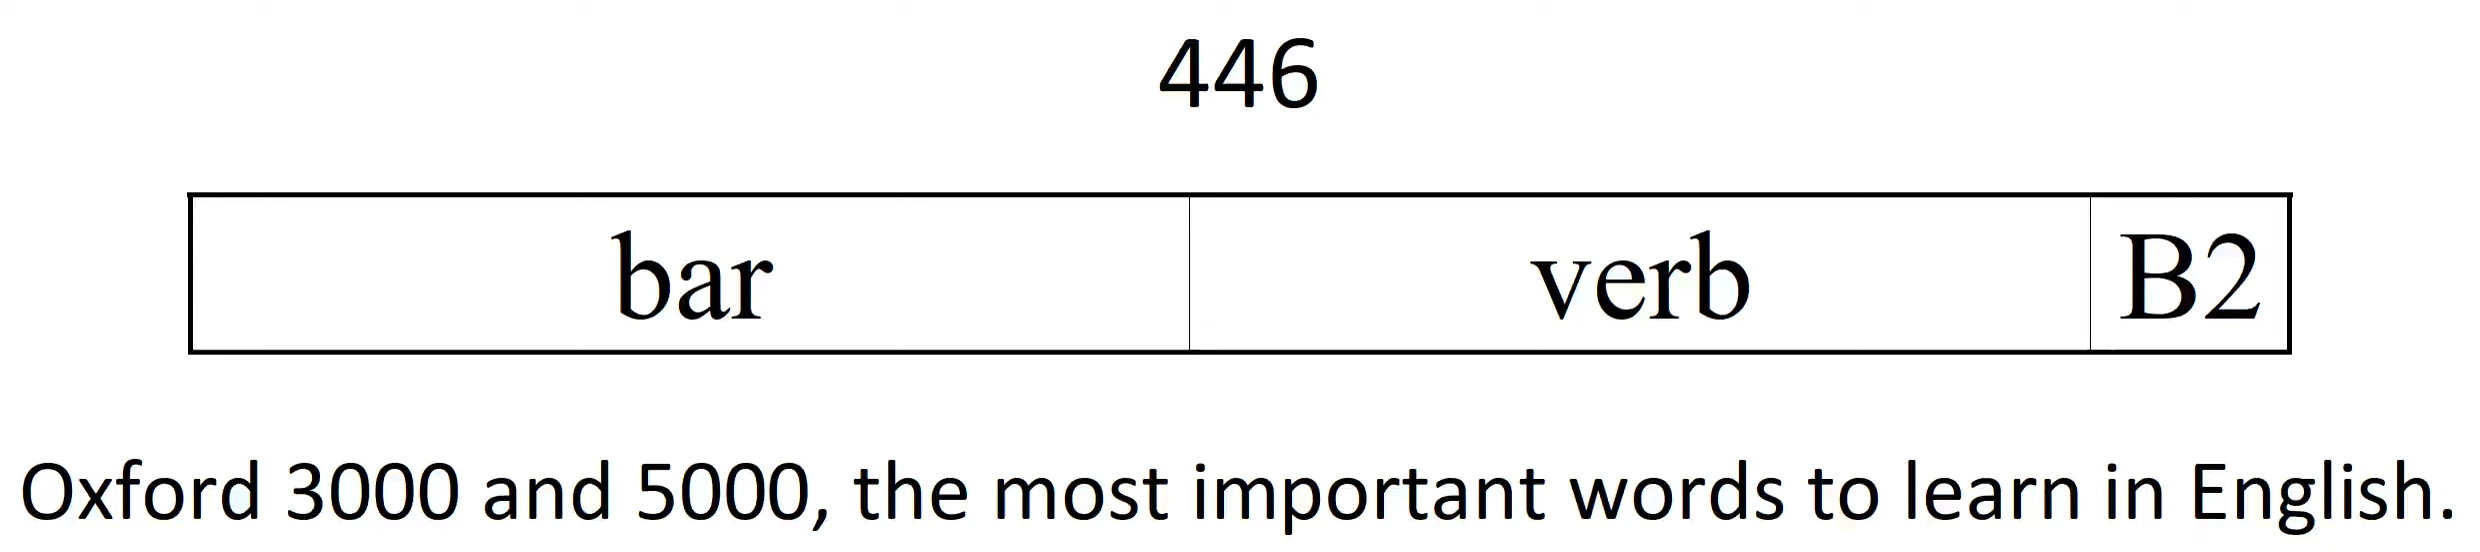 446
bar verb B2
Oxford 3000 and 5000, the most important words to learn in English.